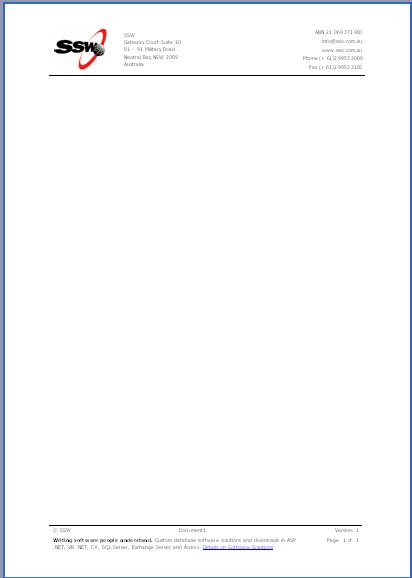 SSW
SSW
Gateway Court Suite 10
81 - 91 Military Road
Neutral Bay NSW 2089
Australia
ABN 21 069 371 900
info@ssw.com.au
www.ssw.com.au
Phone (+ 61)2 9953 3000
Fax (+ 61)2 9953 3105
© SSW Document1 Version: 1
Writing software people understand. Custom database software solutions and downloads in ASP Page 1 of 1
.NET, VB .NET, C#, SQL Server, Exchange Server and Access. Details on Software Solutions